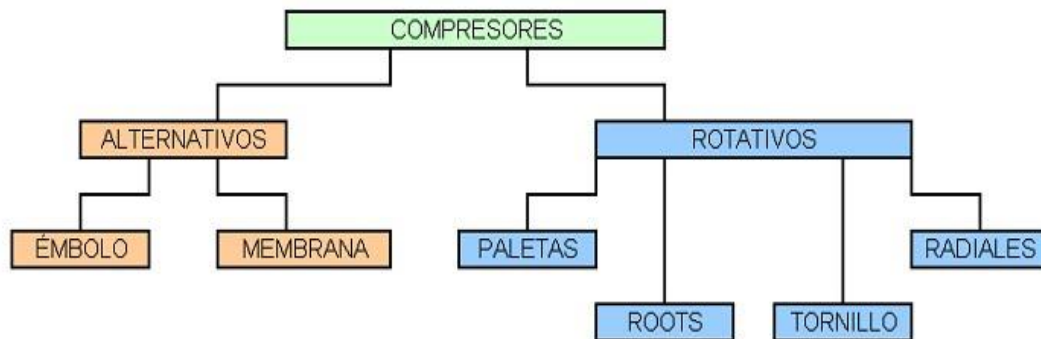 COMPRESORES
ALTERNATIVOS
ROTATIVOS
ÉMBOLO
MEMBRANA
PALETAS
RADIALES
ROOTS
TORNILLO